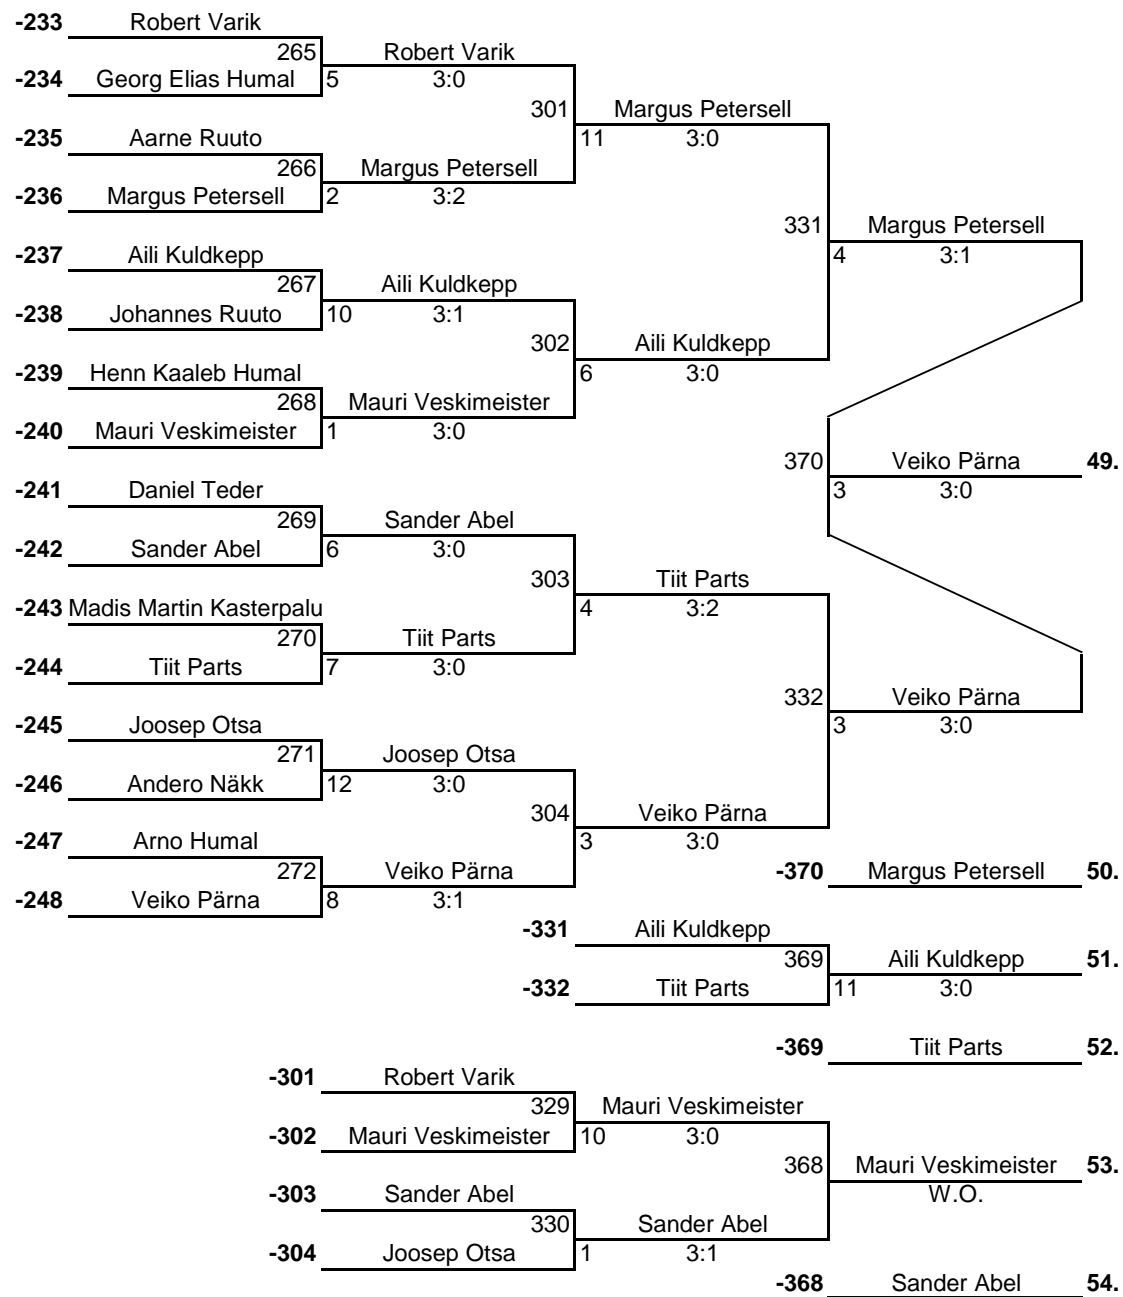 -233 Robert Varik
265 Robert Varik
-234 Georg Elias Humal 5 3:0
301 Margus Petersell
-235 Aarne Ruuto 11 3:0
266 Margus Petersell
-236 Margus Petersell 2 3:2
331 Margus Petersell
-237 Aili Kuldkepp 4 3:1
267 Aili Kuldkepp
-238 Johannes Ruuto 10 3:1
302 Aili Kuldkepp
-239 Henn Kaaleb Humal 6 3:0
268 Mauri Veskimeister
-240 Mauri Veskimeister 1 3:0
370 Veiko Pärna 49.
-241 Daniel Teder 3 3:0
269 Sander Abel
-242 Sander Abel 6 3:0
303 Tiit Parts
-243 Madis Martin Kasterpalu 4 3:2
270 Tiit Parts
-244 Tiit Parts 7 3:0
332 Veiko Pärna
-245 Joosep Otsa 3 3:0
271 Joosep Otsa
-246 Andero Näkk 12 3:0
304 Veiko Pärna
-247 Arno Humal 3 3:0
272 Veiko Pärna -370 Margus Petersell 50.
-248 Veiko Pärna 8 3:1
-331 Aili Kuldkepp
369 Aili Kuldkepp 51.
-332 Tiit Parts 11 3:0
-369 Tiit Parts 52.
-301 Robert Varik
329 Mauri Veskimeister
-302 Mauri Veskimeister 10 3:0
368 Mauri Veskimeister 53.
-303 Sander Abel W.O.
330 Sander Abel
-304 Joosep Otsa 1 3:1
-368 Sander Abel 54.